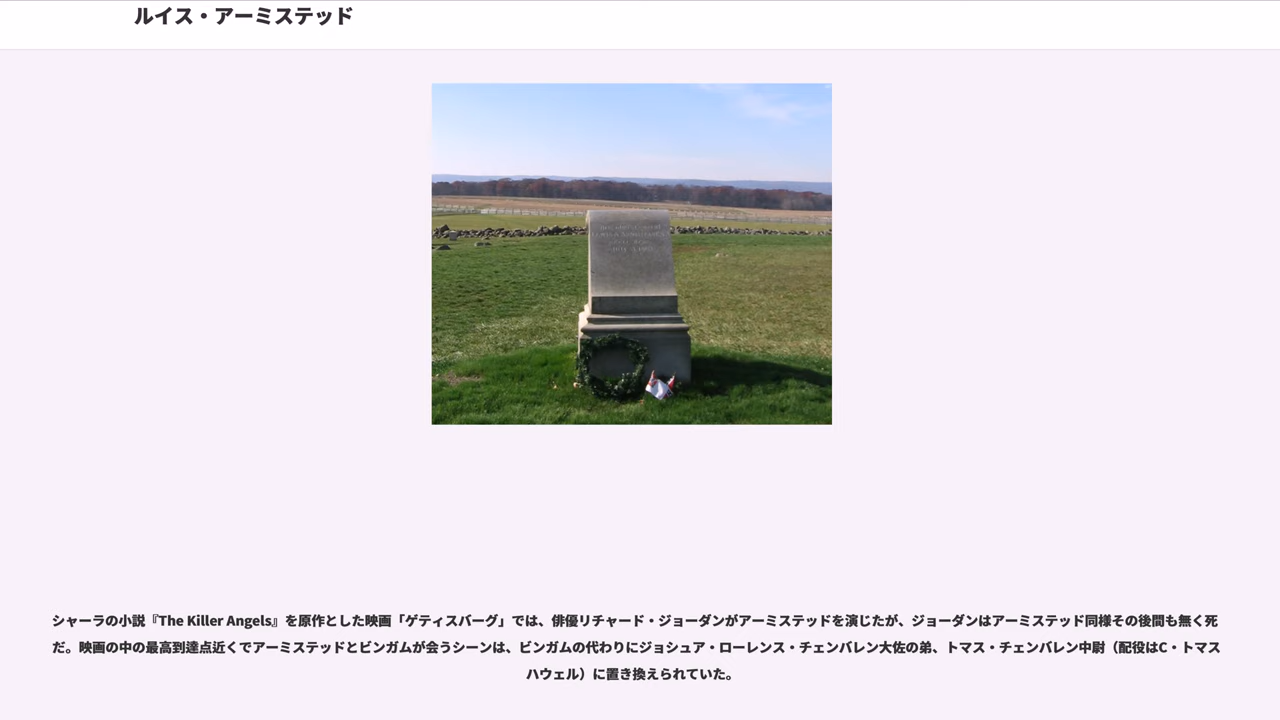 ルイス・アーミステッド
シャーラの小説『The Killer Angels』を原作とした映画「ゲティスバーグ」では、俳優リチャード・ジョーダンがアーミステッドを演じたが、ジョーダンはアーミステッド同様その後間も無く死
だ。映画の中の最高到達点近くでアーミステッドとビンガムが会うシーンは、ビンガムの代わりにジョシュア・ローレンス・チェンバレン大佐の弟、トマス・チェンバレン中尉（配役はC・トマス
ハウェル）に置き換えられていた。